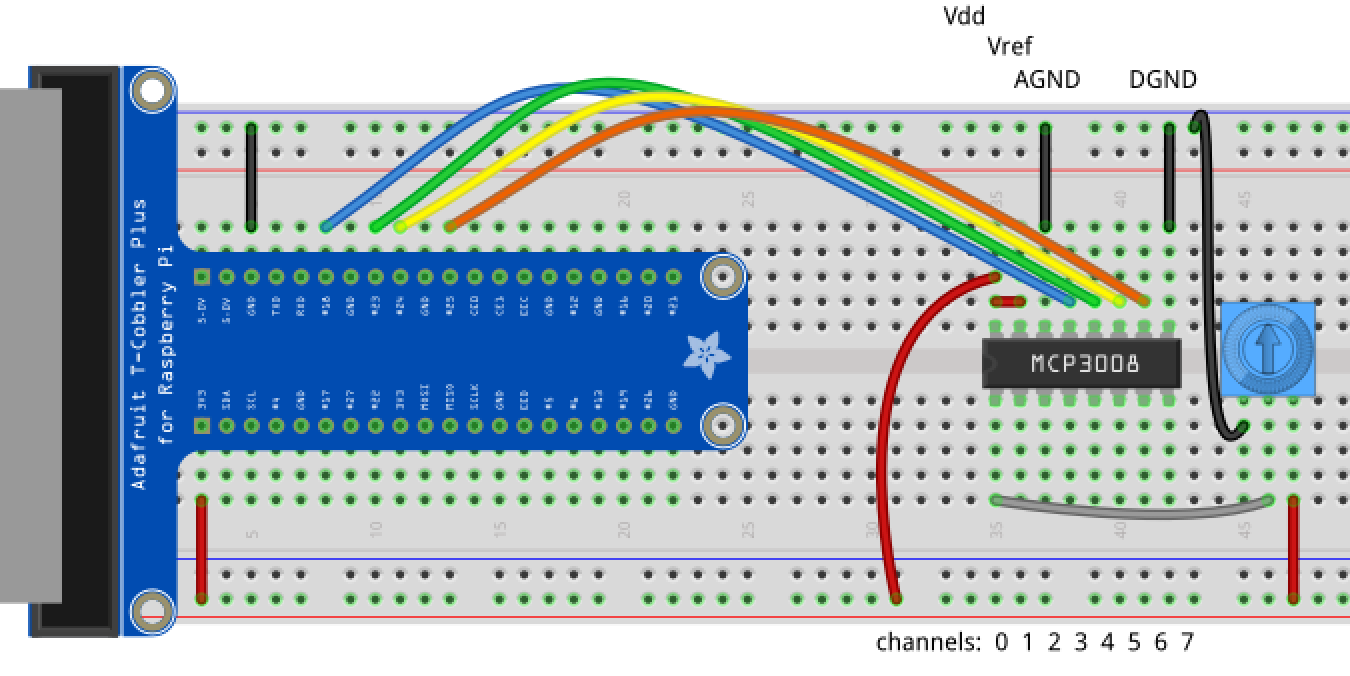 Vdd
Vref
AGND DGND
15 20 25 35 40 45
5-0V 5-0V GND TXD RXD #18 GND #23 #24 GND #25 CE0 CE1 EEC GND #12 GND #16 #20 #21
Adafruit T-Cobbler Plus
for Raspberry Pi
MCP3008
3V3 SDA SCL #4 GND #17 #27 #22 3V3 MOSI MISO SCLK GND EED #5 #6 #13 #19 #26 GND
5 10 15 20 25 30 35 40 45
channels: 0 1 2 3 4 5 6 7